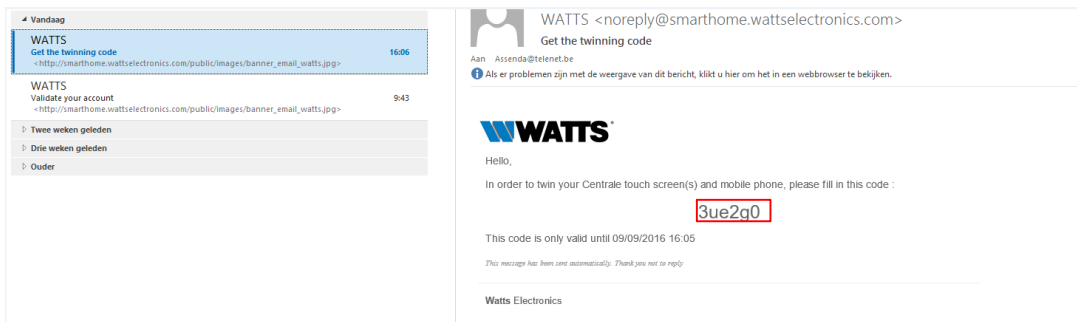 Vandaag
WATTS
Get the twinning code 16:06
<http://smarthome.wattselectronics.com/public/images/banner_email_watts.jpg>
WATTS
Validate your account 9:43
<http://smarthome.wattselectronics.com/public/images/banner_email_watts.jpg>
Twee weken geleden
Drie weken geleden
Ouder
WATTS <noreply@smarthome.wattselectronics.com>
Get the twinning code
Aan Assenda@telenet.be
Als er problemen zijn met de weergave van dit bericht, klikt u hier om het in een webbrowser te bekijken.
WATTS®
Hello,
In order to twin your Centrale touch screen(s) and mobile phone, please fill in this code :
3ue2g0
This code is only valid until 09/09/2016 16:05
This message has been sent automatically. Thank you not to reply
Watts Electronics